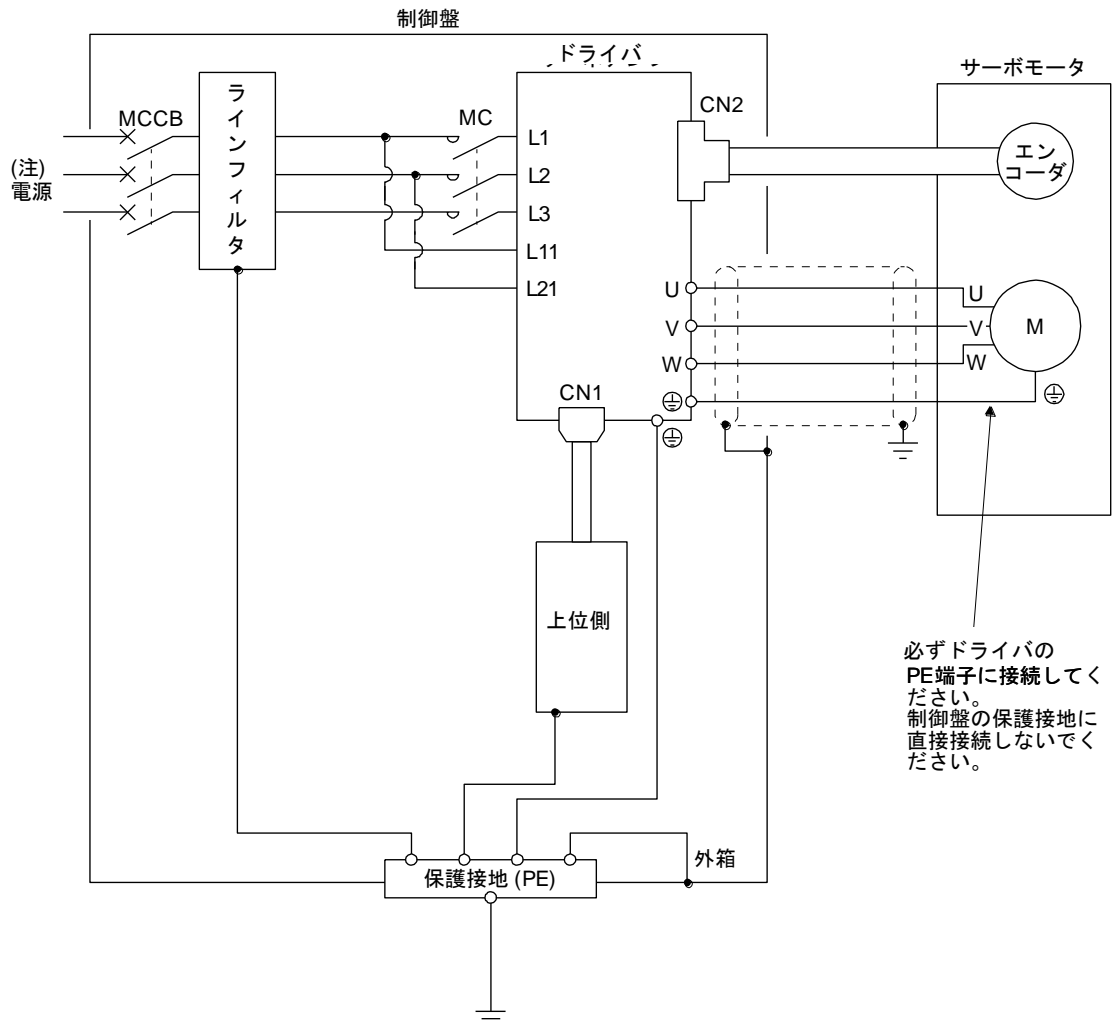 制御盤
ドライバ
サーボモータ
ラインフィルタ
MCCB
MC
CN2
L1
L2
L3
L11
L21
(注)
電源
エン
コーダ
U
V
W
U
V
W
M
CN1
上位側
必ずドライバの
PE端子に接続してく
ださい。
制御盤の保護接地に
直接接続しないでく
ださい。
外箱
保護接地 (PE)